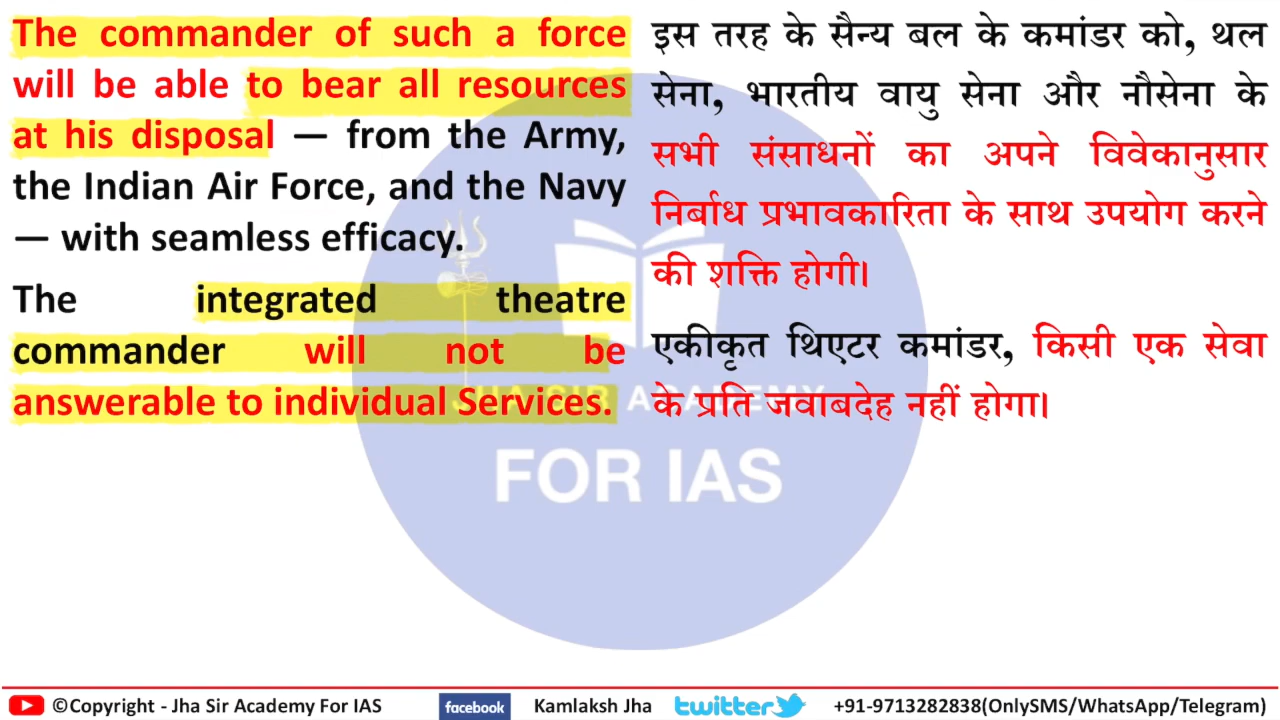 The commander of such a force
will be able to bear all resources
at his disposal — from the Army,
the Indian Air Force, and the Navy
— with seamless efficacy.
The integrated theatre
commander will not be
answerable to individual Services.
इस तरह के सैन्य बल के कमांडर को, थल
सेना, भारतीय वायु सेना और नौसेना के
सभी संसाधनों का अपने विवेकानुसार
निर्बाध प्रभावकारिता के साथ उपयोग करने
की शक्ति होगी।
एकीकृत थिएटर कमांडर, किसी एक सेवा
के प्रति जवाबदेह नहीं होगा।
JHA SIR ACADEMY
FOR IAS
©Copyright - Jha Sir Academy For IAS facebook Kamlaksh Jha twitter +91-9713282838(OnlySMS/WhatsApp/Telegram)